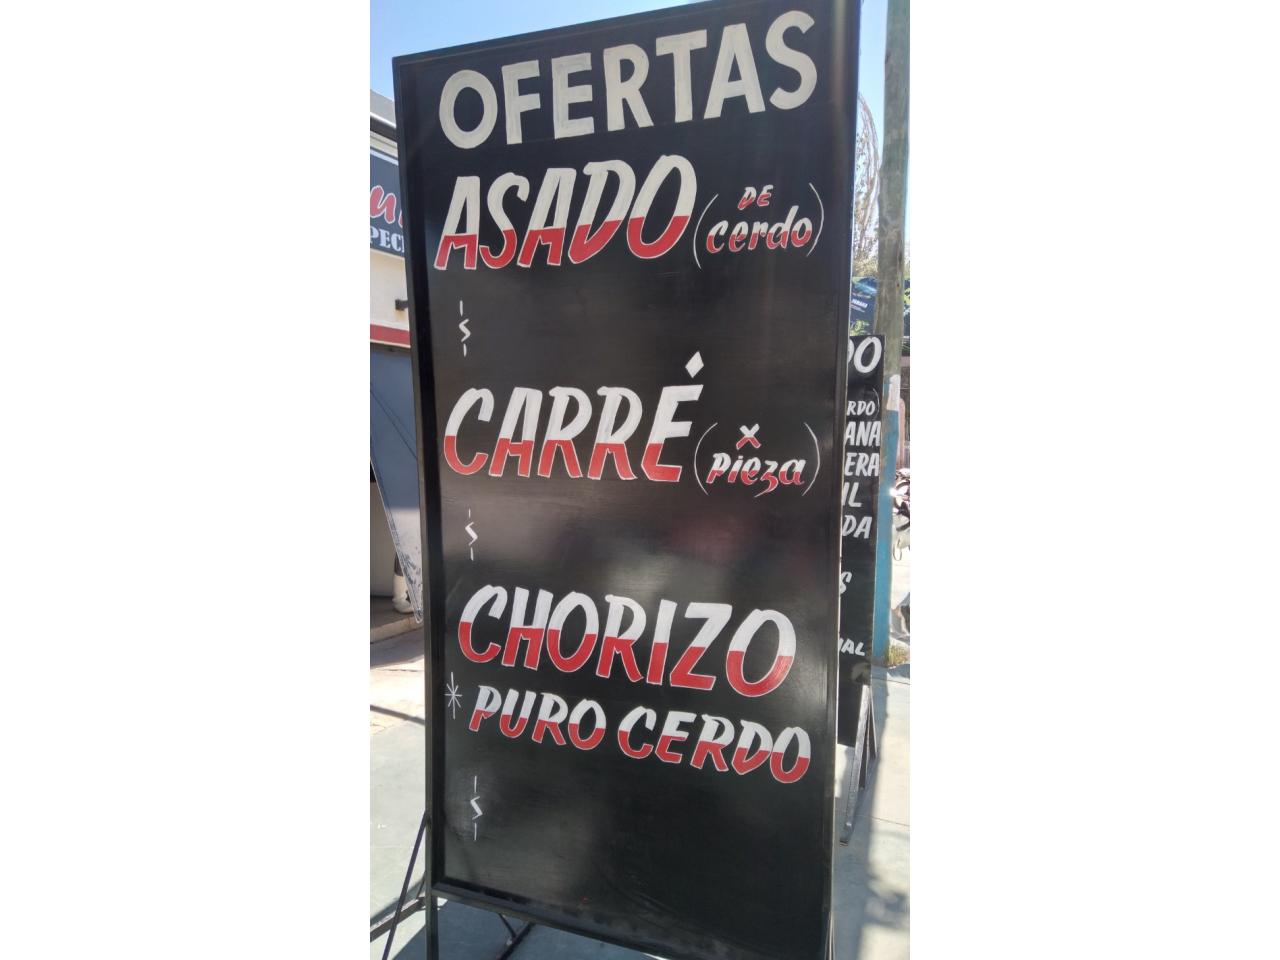 OFERTAS
ASADO (DE cerdo)
$
CARRÉ (x pieza)
$
CHORIZO
* PURO CERDO
$